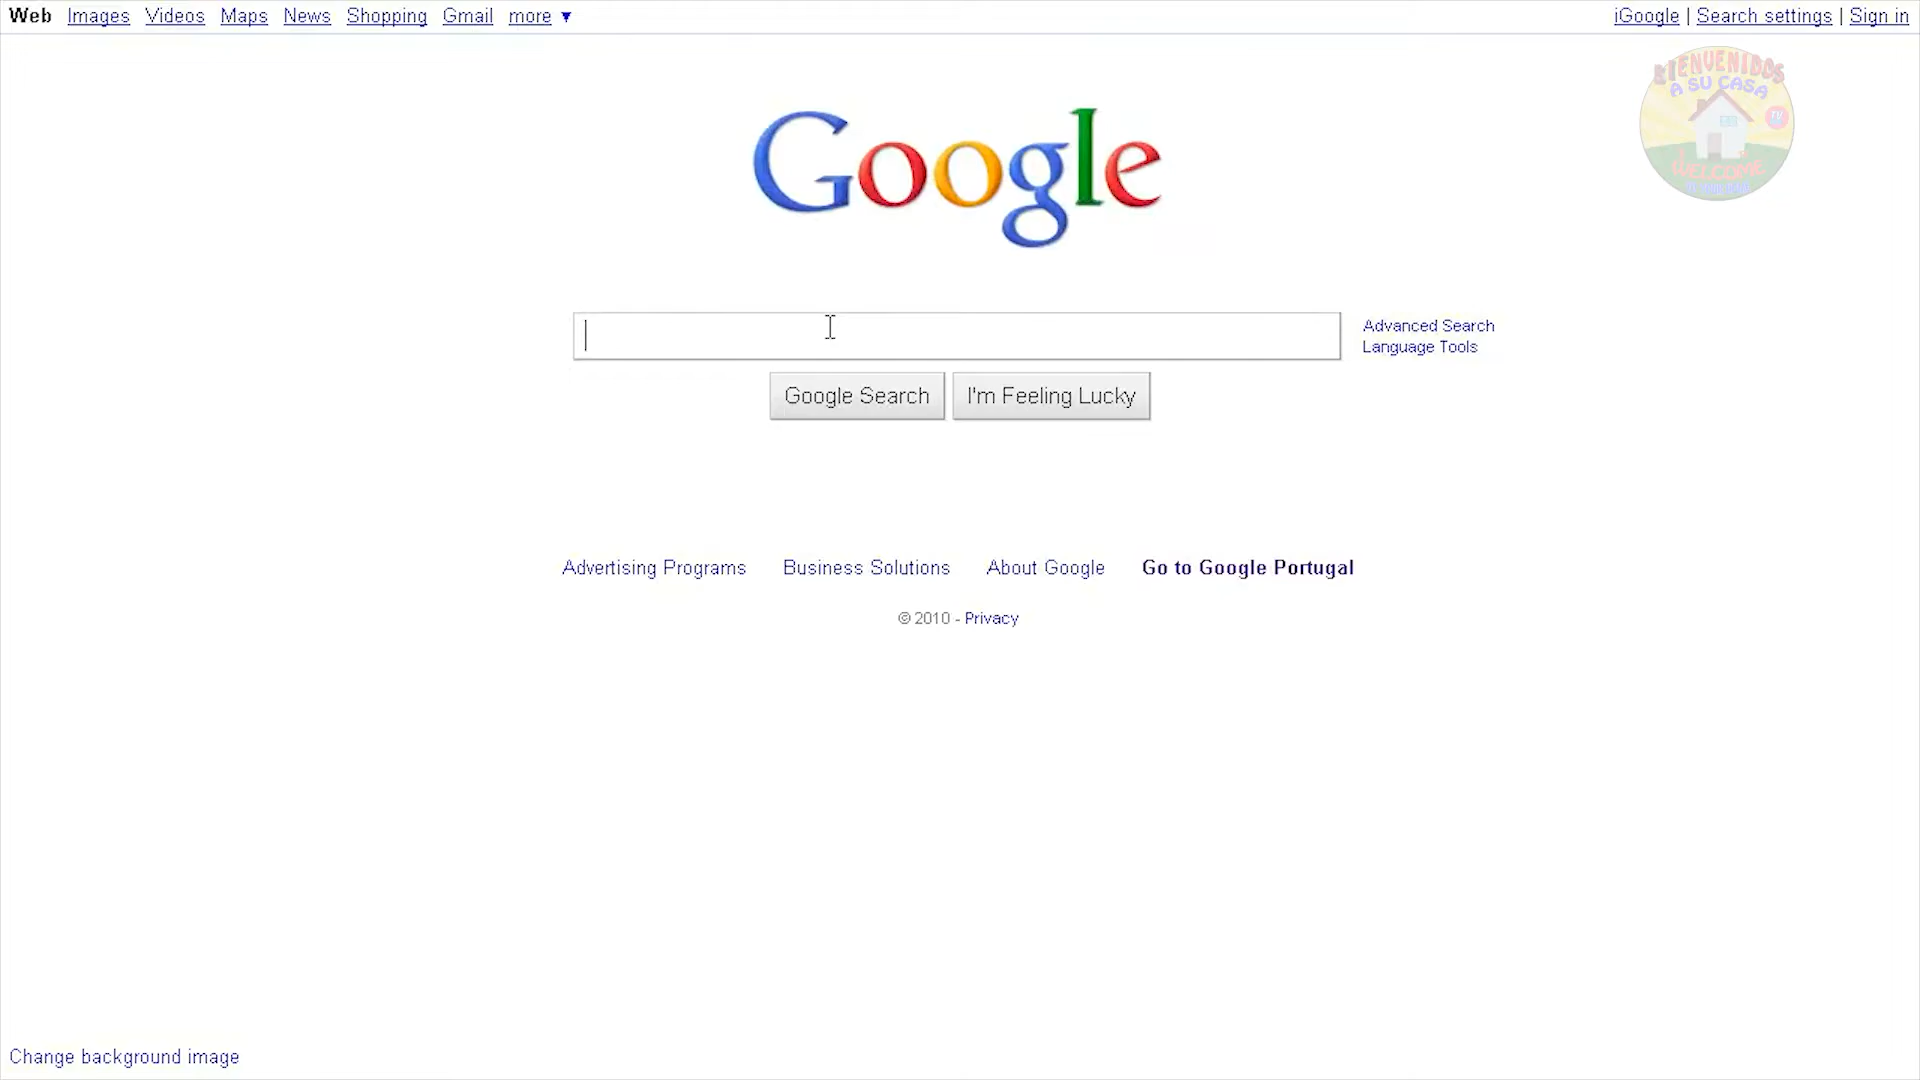 Web Images Videos Maps News Shopping Gmail more ▼
iGoogle | Search settings | Sign in
BIENVENIDOS
A SU CASA
TV
WELCOME
Google
Advanced Search
Language Tools
Google Search I'm Feeling Lucky
Advertising Programs Business Solutions About Google Go to Google Portugal
© 2010 - Privacy
Change background image